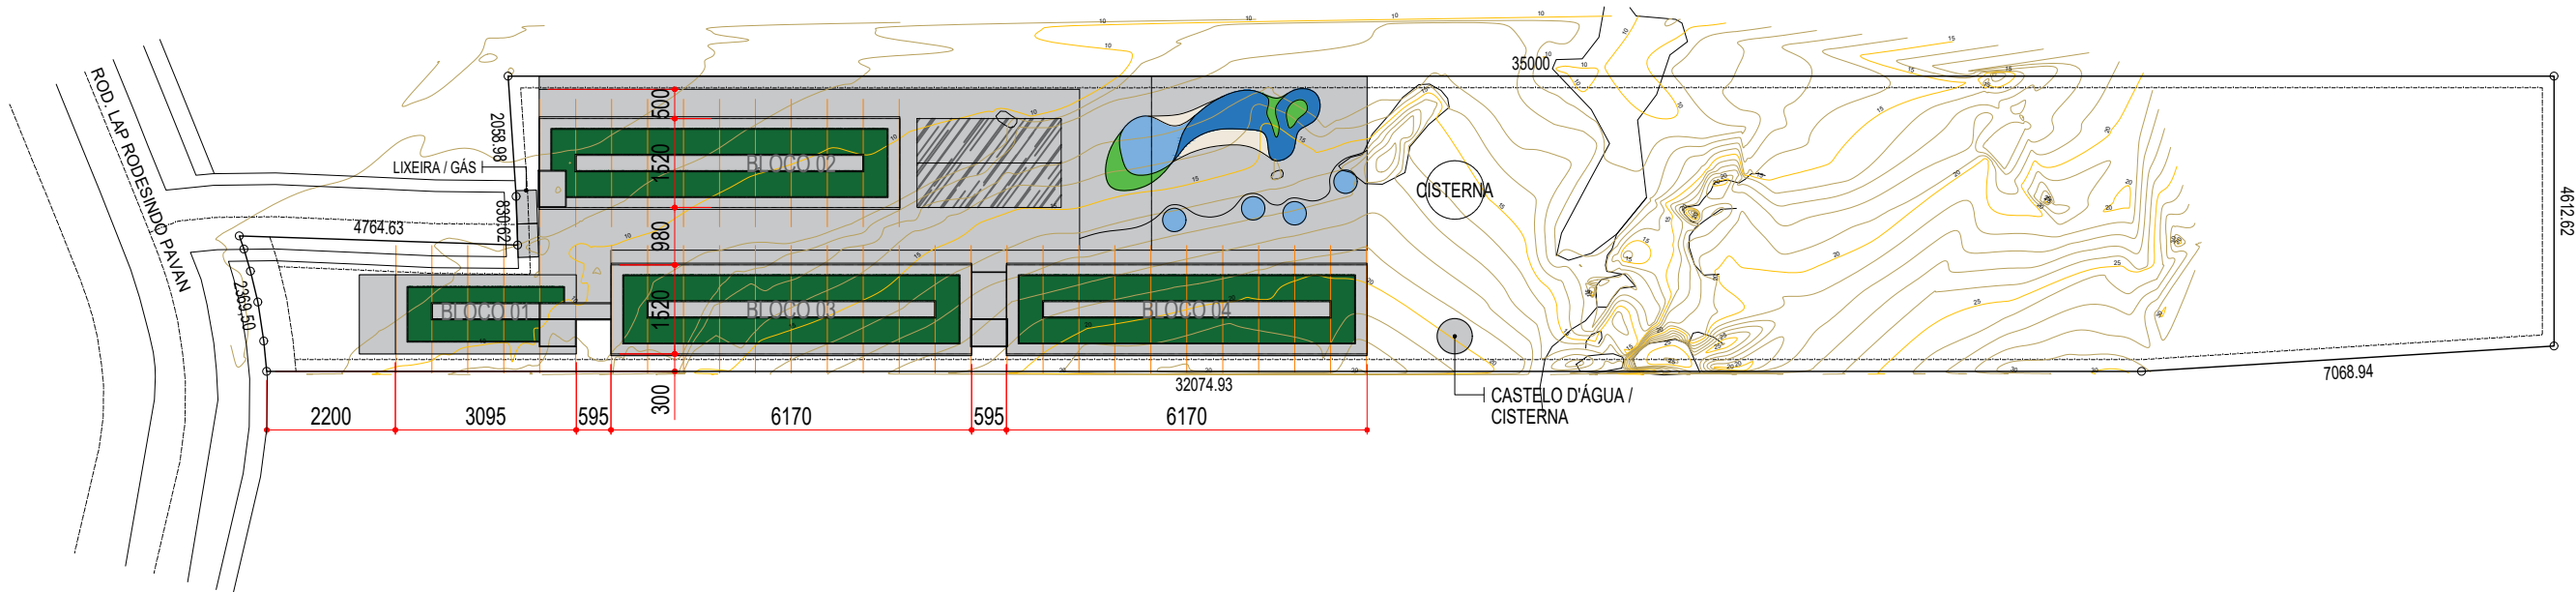 ROD. LAP RODESINDO PAVAN
35000
2058.98
500
LIXEIRA / GÁS
1520
BLOCO 02
CISTERNA
830.62
4764.63
980
4612.62
2369.50
BLOCO 01
1520
BLOCO 03
BLOCO 04
32074.93
7068.94
300
CASTELO D'ÁGUA /
CISTERNA
2200
3095
595
6170
595
6170